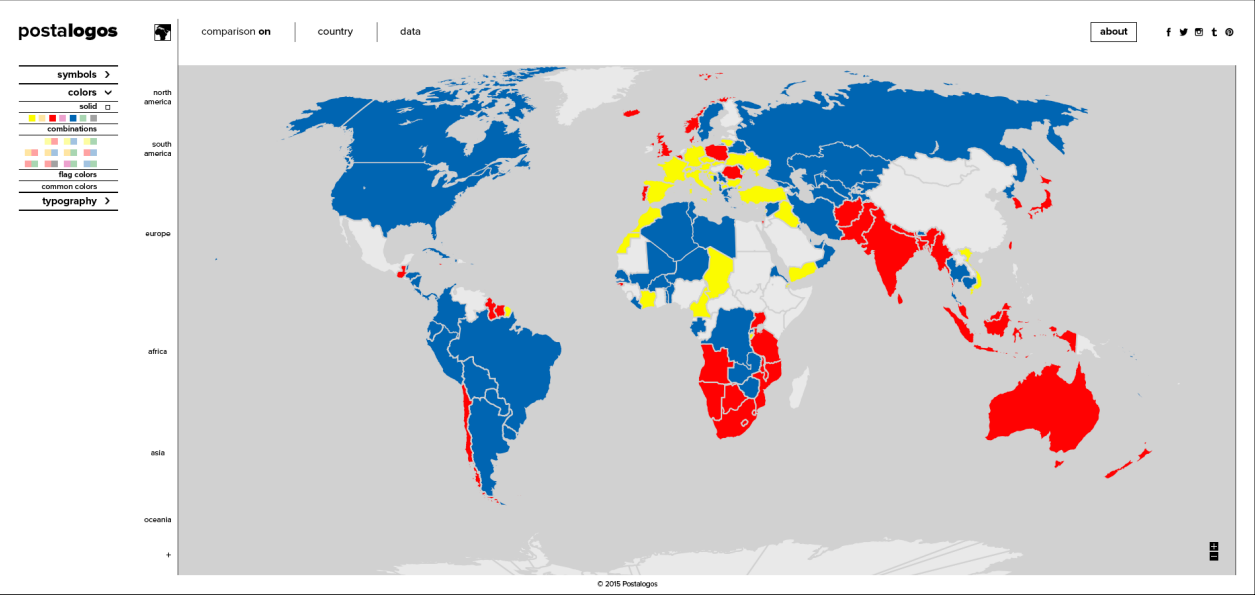 postalogos
comparison on
country
data
about
symbols
colors
solid
combinations
flag colors
common colors
typography
north
america
south
america
europe
africa
asia
oceania
+
© 2015 Postalogos